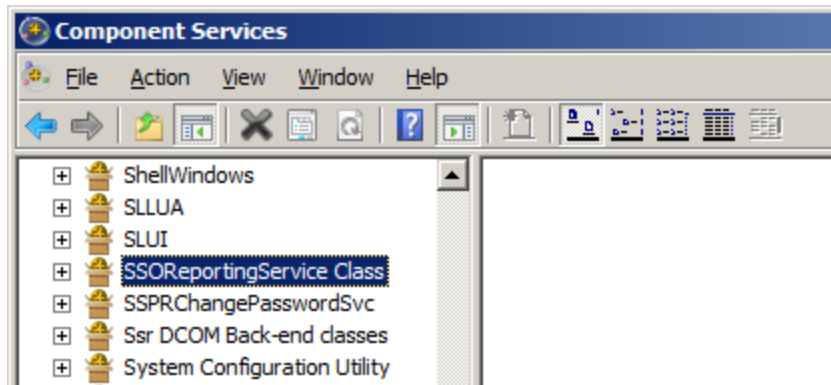 Component Services
File Action View Window Help
ShellWindows
SLLUA
SLUI
SSOReportingService Class
SSPRChangePasswordSvc
Ssr DCOM Back-end classes
System Configuration Utility